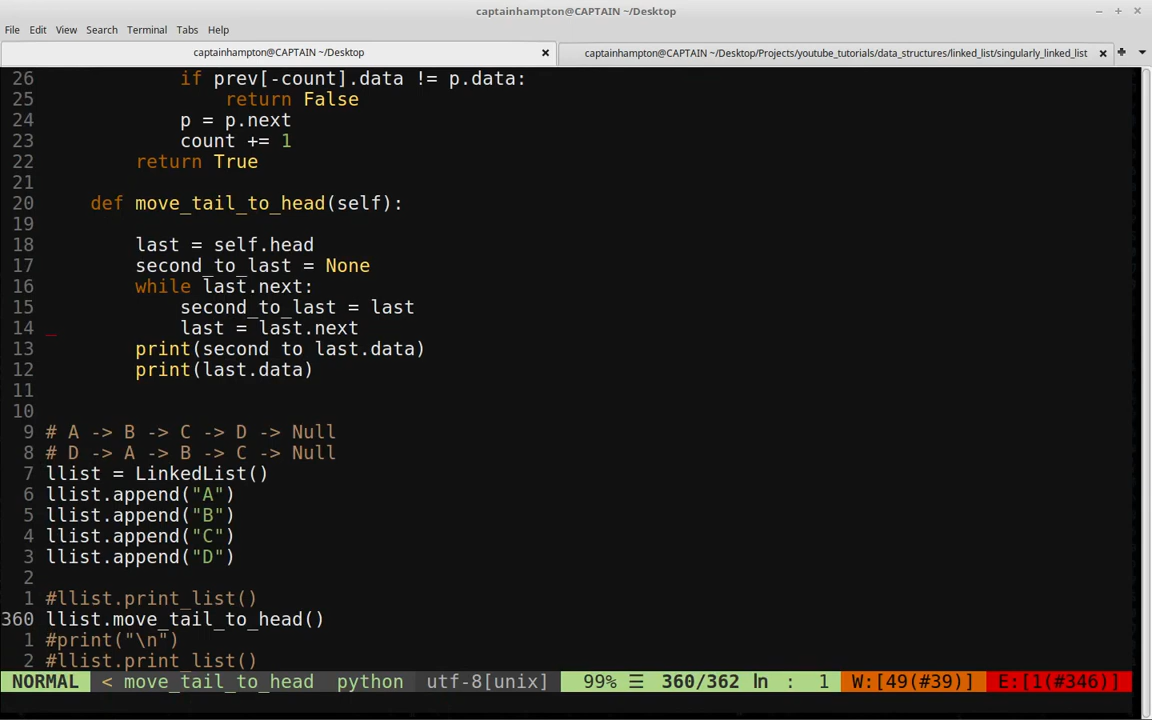 captainhampton@CAPTAIN ~/Desktop
File Edit View Search Terminal Tabs Help
captainhampton@CAPTAIN ~/Desktop captainhampton@CAPTAIN ~/Desktop/Projects/youtube_tutorials/data_structures/linked_list/singularly_linked_list
26 if prev[-count].data != p.data:
25 return False
24 p = p.next
23 count += 1
22 return True
21
20 def move_tail_to_head(self):
19
18 last = self.head
17 second_to_last = None
16 while last.next:
15 second_to_last = last
14 last = last.next
13 print(second to last.data)
12 print(last.data)
11
10
9 # A -> B -> C -> D -> Null
8 # D -> A -> B -> C -> Null
7 llist = LinkedList()
6 llist.append("A")
5 llist.append("B")
4 llist.append("C")
3 llist.append("D")
2
1 #llist.print_list()
360 llist.move_tail_to_head()
1 #print("\n")
2 #llist.print_list()
NORMAL < move_tail_to_head python utf-8[unix] 99% ☰ 360/362 ln : 1 W:[49(#39)] E:[1(#346)]